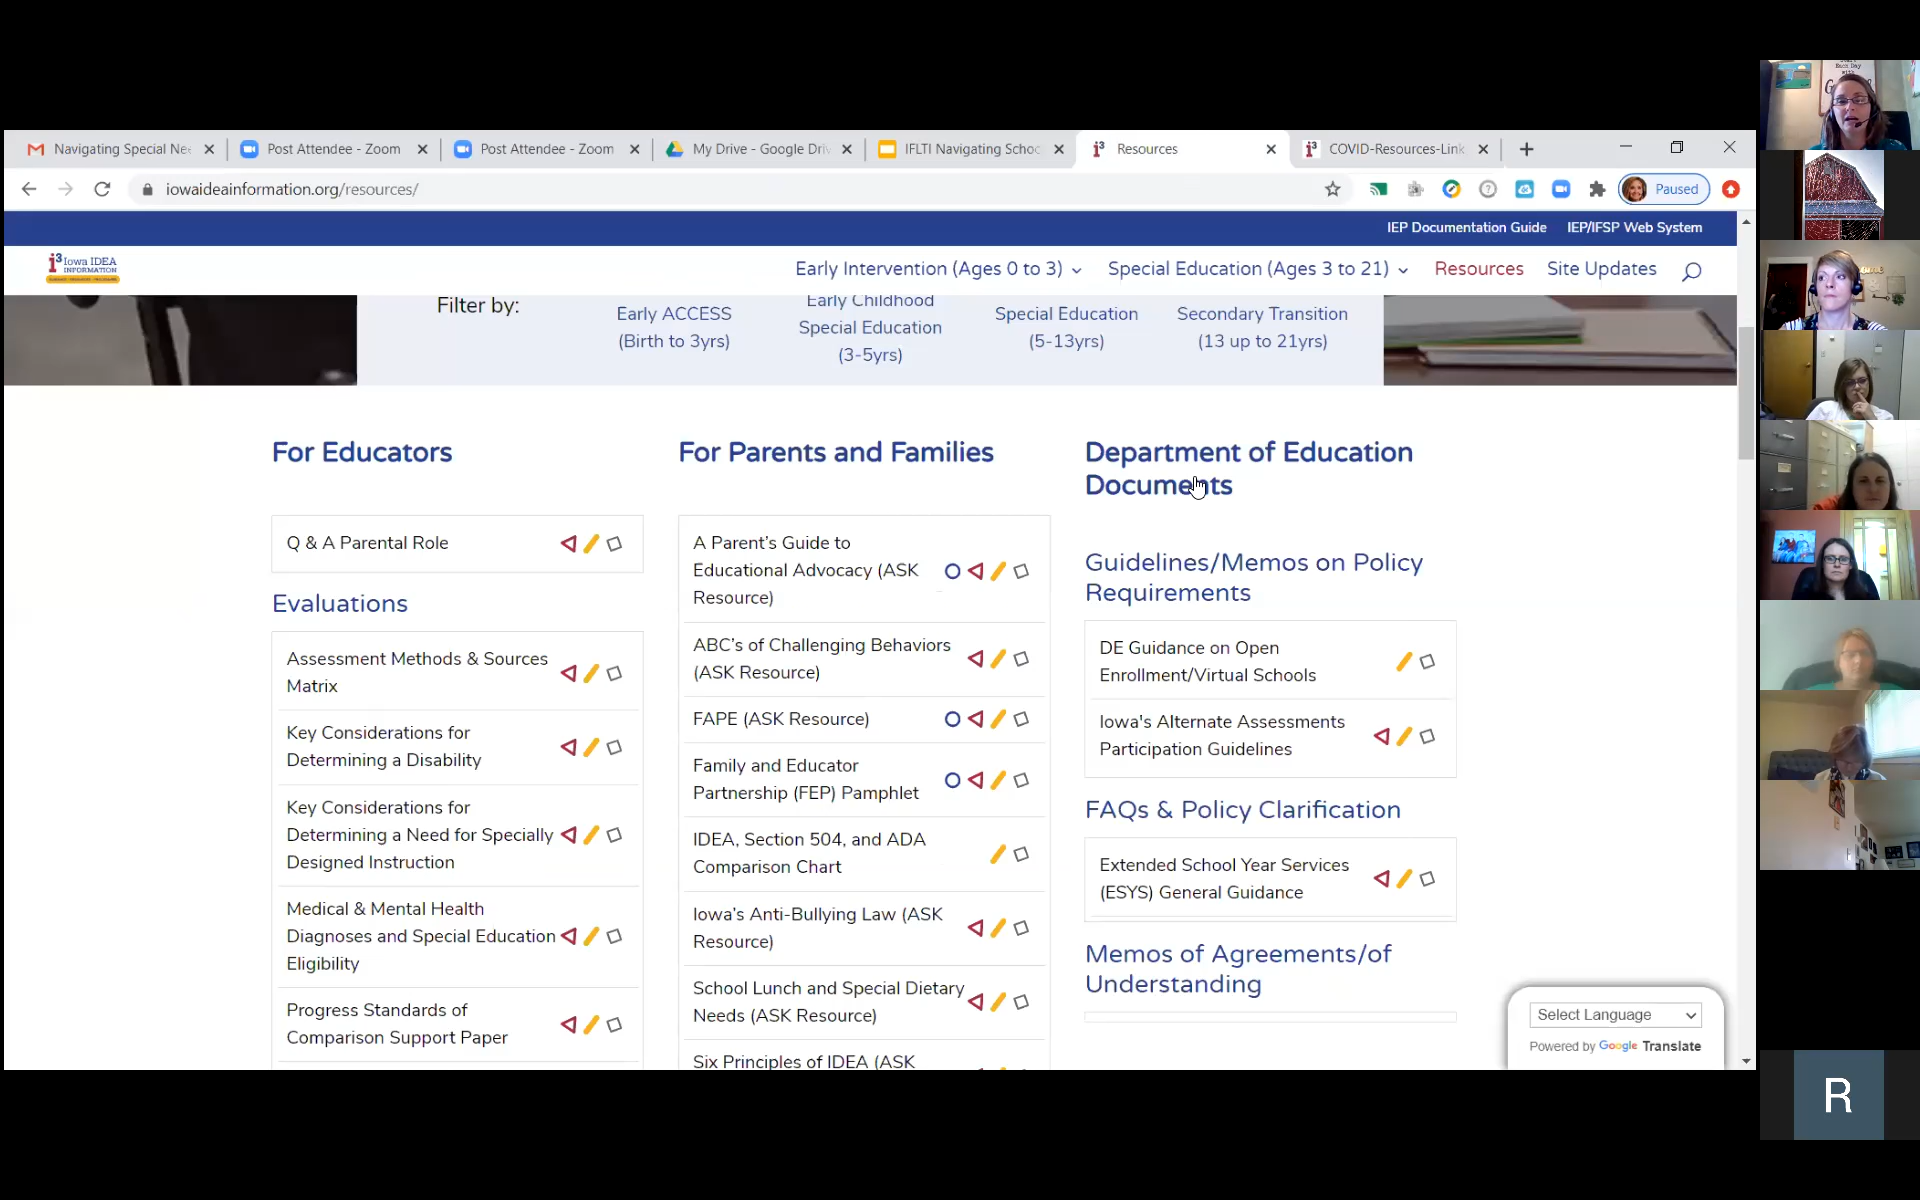 Navigating Special Ne
Post Attendee - Zoom
Post Attendee - Zoom
My Drive - Google Dri
IFLTI Navigating Schoo
i3 Resources
i3 COVID-Resources-Link
iowaideainformation.org/resources/
Paused
IEP Documentation Guide
IEP/IFSP Web System
i3 Iowa IDEA
INFORMATION
Early Intervention (Ages 0 to 3)
Special Education (Ages 3 to 21)
Resources
Site Updates
Filter by:
Early ACCESS
(Birth to 3yrs)
Early Childhood
Special Education
(3-5yrs)
Special Education
(5-13yrs)
Secondary Transition
(13 up to 21yrs)
For Educators
Q & A Parental Role
Evaluations
Assessment Methods & Sources
Matrix
Key Considerations for
Determining a Disability
Key Considerations for
Determining a Need for Specially
Designed Instruction
Medical & Mental Health
Diagnoses and Special Education
Eligibility
Progress Standards of
Comparison Support Paper
For Parents and Families
A Parent's Guide to
Educational Advocacy (ASK
Resource)
ABC's of Challenging Behaviors
(ASK Resource)
FAPE (ASK Resource)
Family and Educator
Partnership (FEP) Pamphlet
IDEA, Section 504, and ADA
Comparison Chart
Iowa's Anti-Bullying Law (ASK
Resource)
School Lunch and Special Dietary
Needs (ASK Resource)
Six Principles of IDEA (ASK
Department of Education
Documents
Guidelines/Memos on Policy
Requirements
DE Guidance on Open
Enrollment/Virtual Schools
Iowa's Alternate Assessments
Participation Guidelines
FAQs & Policy Clarification
Extended School Year Services
(ESYS) General Guidance
Memos of Agreements/of
Understanding
Select Language
Powered by Google Translate
Each Day
R